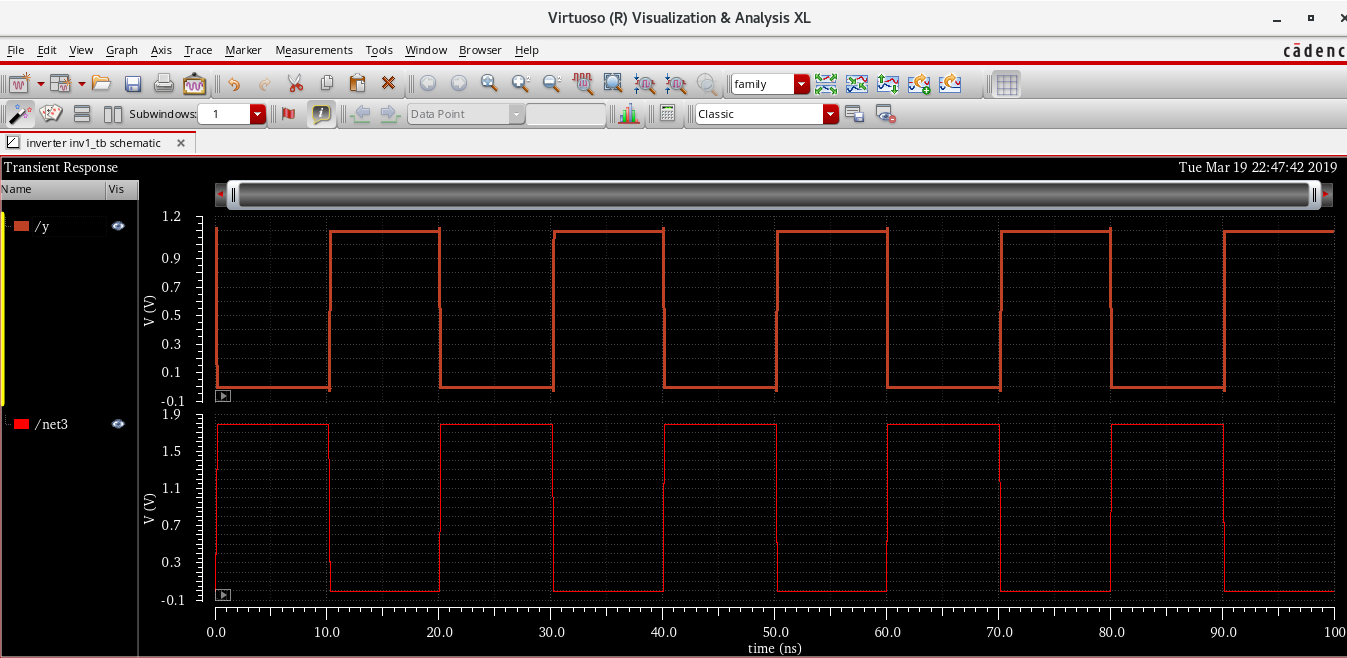 Virtuoso (R) Visualization & Analysis XL
File Edit View Graph Axis Trace Marker Measurements Tools Window Browser Help
cādenc
family
Subwindows: 1
Data Point
Classic
inverter inv1_tb schematic
Transient Response
Tue Mar 19 22:47:42 2019
Name Vis
/y
1.2
0.9
0.7
0.5
0.3
0.1
-0.1
V (V)
/net3
1.9
1.5
1.1
0.7
0.3
-0.1
V (V)
0.0 10.0 20.0 30.0 40.0 50.0 60.0 70.0 80.0 90.0 100
time (ns)